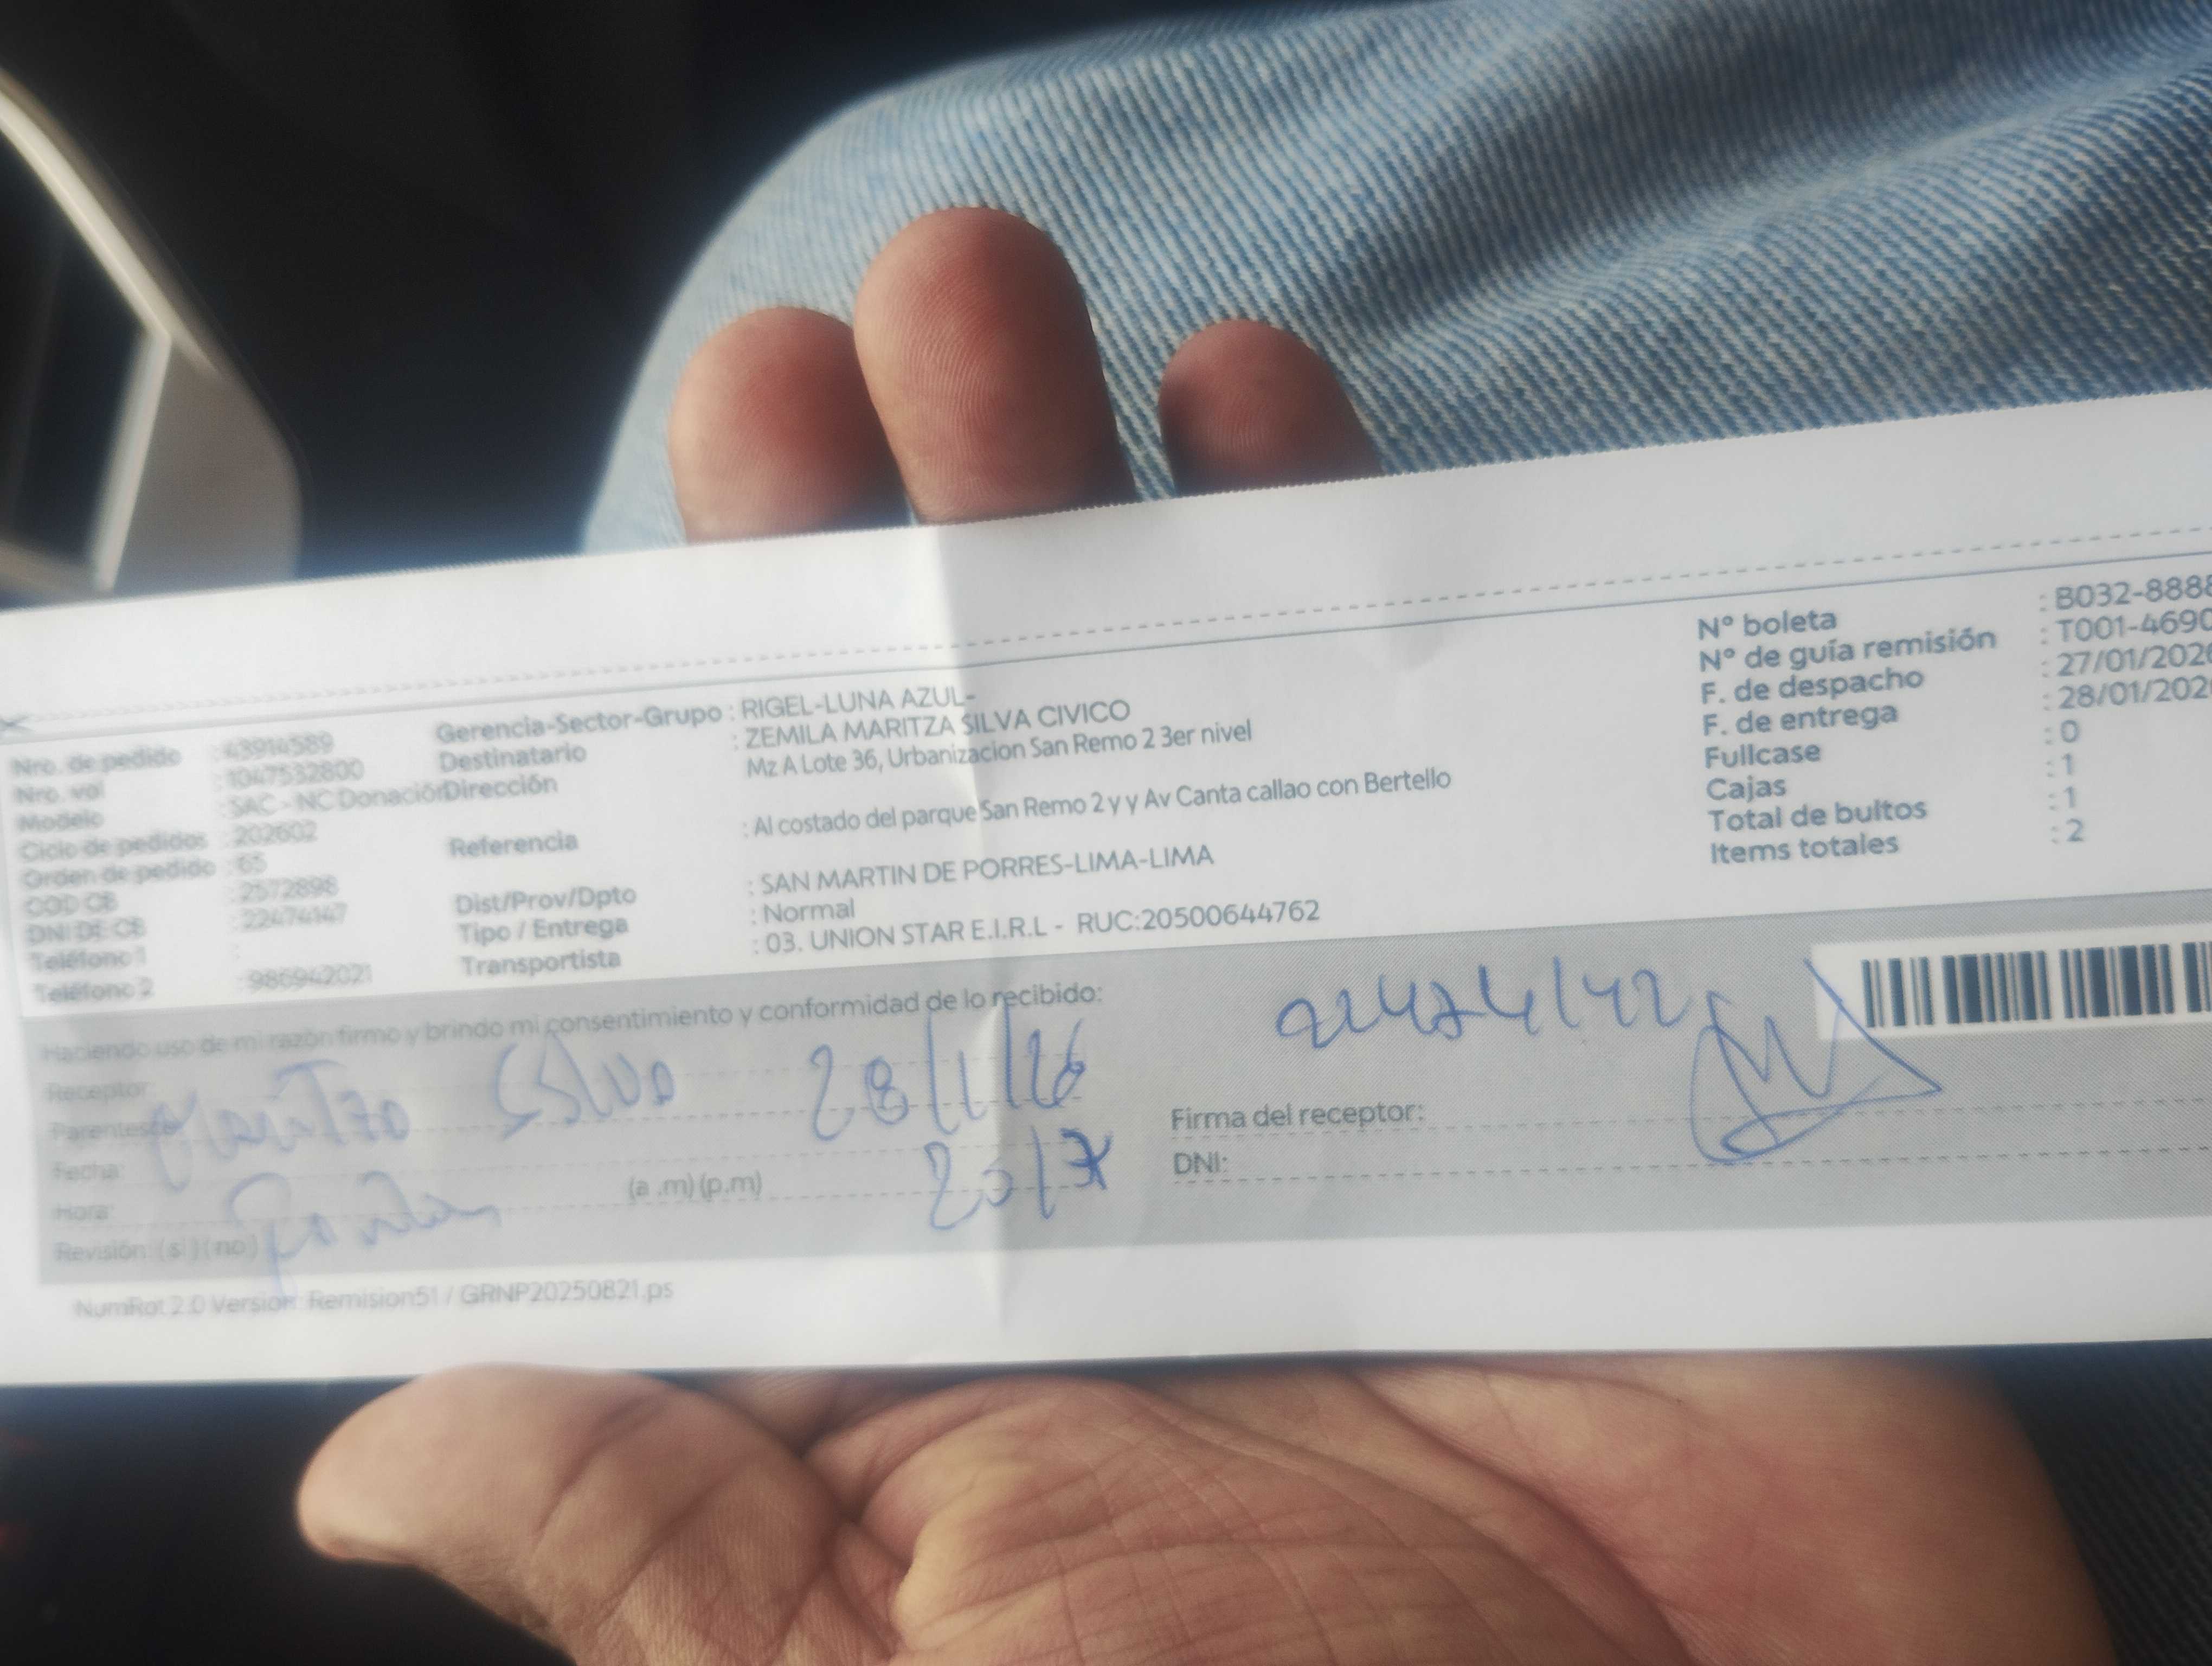 Nro. de pedido : 43914589
Nro. vol : 1047532800
Modelo : SAC - NC Donación
Ciclo de pedidos : 202602
Orden de pedido : 65
COD CB : 2572898
DNI DE CB : 22474147
Teléfono 1 :
Teléfono 2 : 986942021
Gerencia-Sector-Grupo : RIGEL-LUNA AZUL-
Destinatario : ZEMILA MARITZA SILVA CIVICO
Dirección Mz A Lote 36, Urbanizacion San Remo 2 3er nivel
Referencia : Al costado del parque San Remo 2 y y Av Canta callao con Bertello
Dist/Prov/Dpto : SAN MARTIN DE PORRES-LIMA-LIMA
Tipo / Entrega : Normal
Transportista : 03. UNION STAR E.I.R.L - RUC:20500644762
Nº boleta : B032-8888
Nº de guía remisión : T001-4690
F. de despacho : 27/01/2026
F. de entrega : 28/01/202
Fullcase : 0
Cajas : 1
Total de bultos : 1
Items totales : 2
Haciendo uso de mi razón firmo y brindo mi consentimiento y conformidad de lo recibido:
Receptor:
Parentesco
28/1/26
Fecha:
Hora: (a .m) (p.m)
Revisión: (si) (no)
Firma del receptor:
DNI:
NumRot 2.0 Version: Remision51 / GRNP20250821.ps